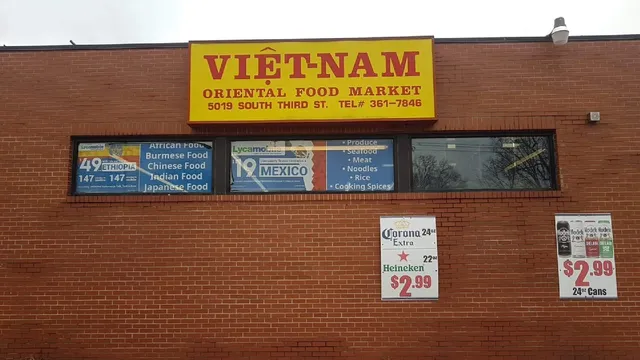 VIỆT-NAM
ORIENTAL FOOD MARKET
5019 SOUTH THIRD ST. TEL# 361-7846
Lycamobile
49 ETHIOPIA
147 147
African Food
Burmese Food
Chinese Food
Indian Food
Japanese Food
Lycamobile
19 MEXICO
• Produce
• Seafood
• Meat
• Noodles
• Rice
• Cooking Spices
Corona 24oz
Extra
22oz
Heineken
$2.99
$2.99
24oz Cans